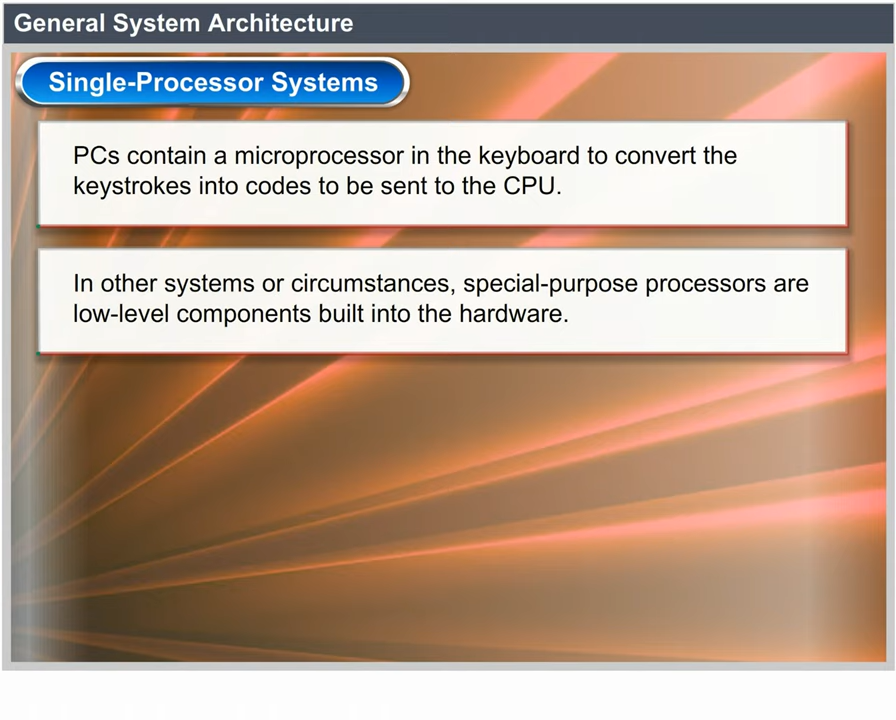 General System Architecture
Single-Processor Systems
PCs contain a microprocessor in the keyboard to convert the
keystrokes into codes to be sent to the CPU.
In other systems or circumstances, special-purpose processors are
low-level components built into the hardware.